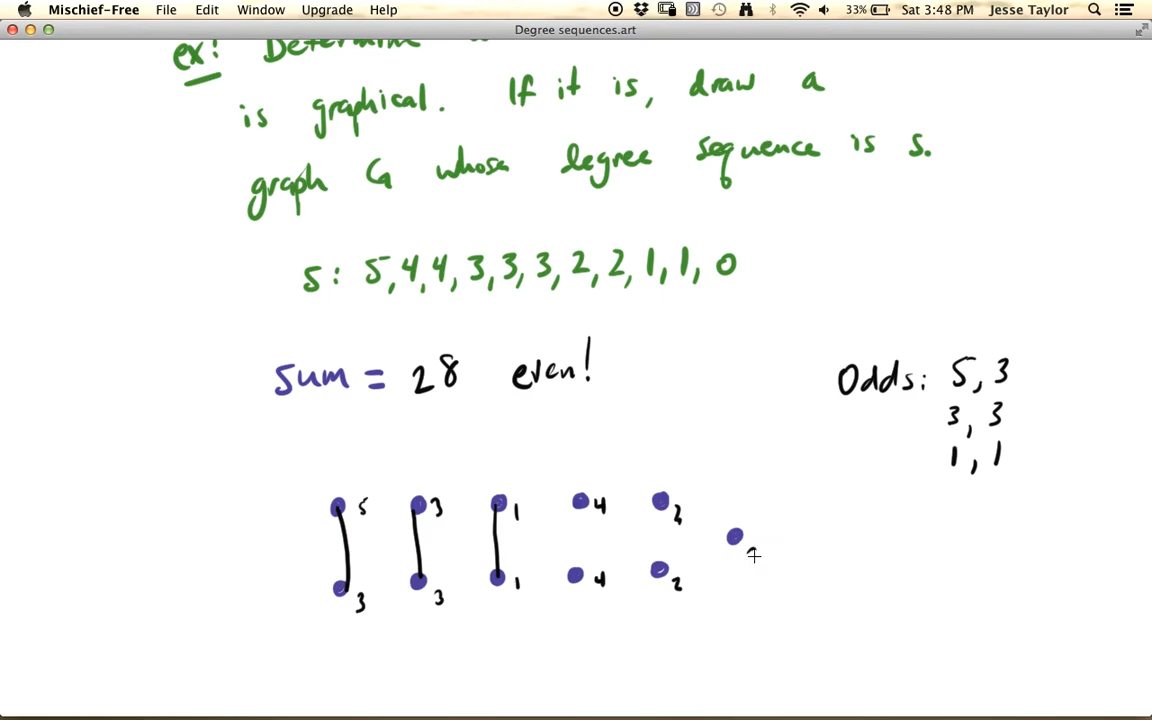 Mischief-Free File Edit Window Upgrade Help 33% Sat 3:48 PM Jesse Taylor
Degree sequences.art
ex: Determine
is graphical. If it is, draw a
graph G whose degree sequence is s.
s: 5,4,4,3,3,3,2,2,1,1,0
Sum = 28 even!
Odds: 5,3
3,3
1,1
5 3 1 4 2
3 3 1 4 2